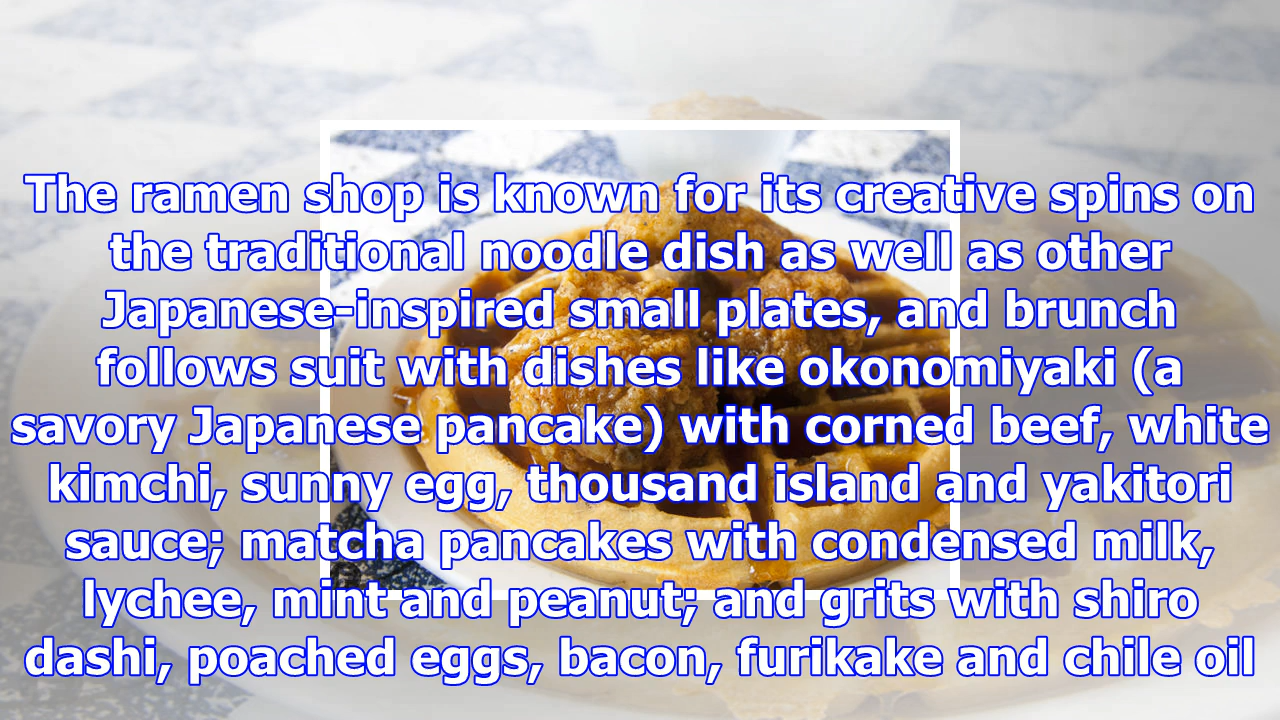 The ramen shop is known for its creative spins on
the traditional noodle dish as well as other
Japanese-inspired small plates, and brunch
follows suit with dishes like okonomiyaki (a
savory Japanese pancake) with corned beef, white
kimchi, sunny egg, thousand island and yakitori
sauce; matcha pancakes with condensed milk,
lychee, mint and peanut; and grits with shiro
dashi, poached eggs, bacon, furikake and chile oil